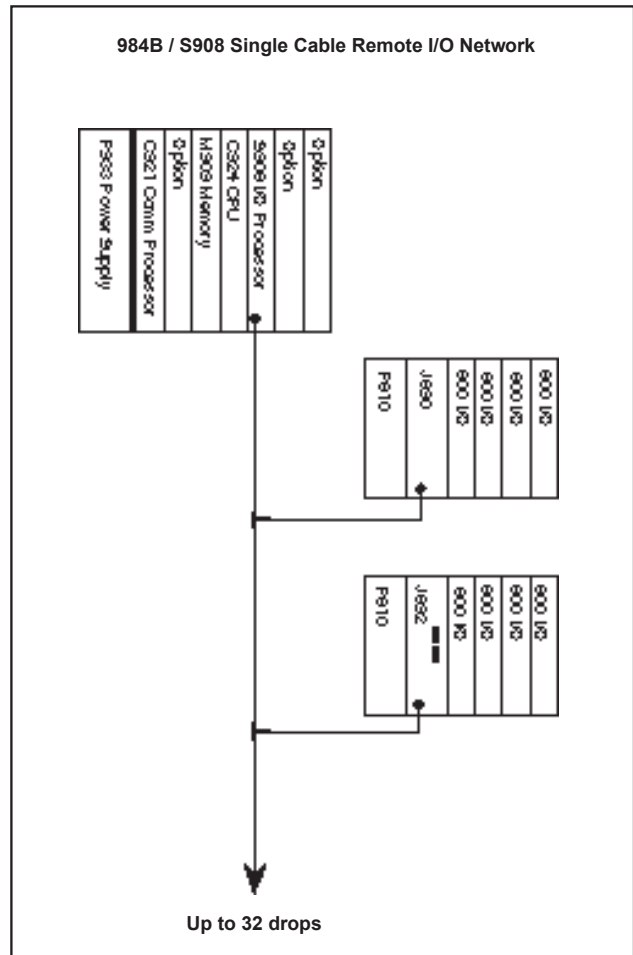 984B / S908 Single Cable Remote I/O Network
P933 Power Supply
C921 Comm Processor
Option
M909 Memory
C924 CPU
S908 I/O Processor
Option
Option
P810
J890
800 I/O
800 I/O
800 I/O
800 I/O
P810
J892
800 I/O
800 I/O
800 I/O
800 I/O
Up to 32 drops